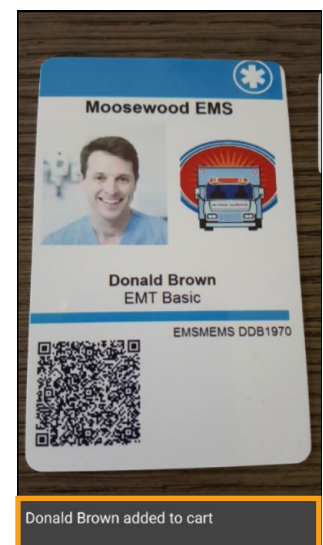 Moosewood EMS
Donald Brown
EMT Basic
EMSMEMS DDB1970
Donald Brown added to cart